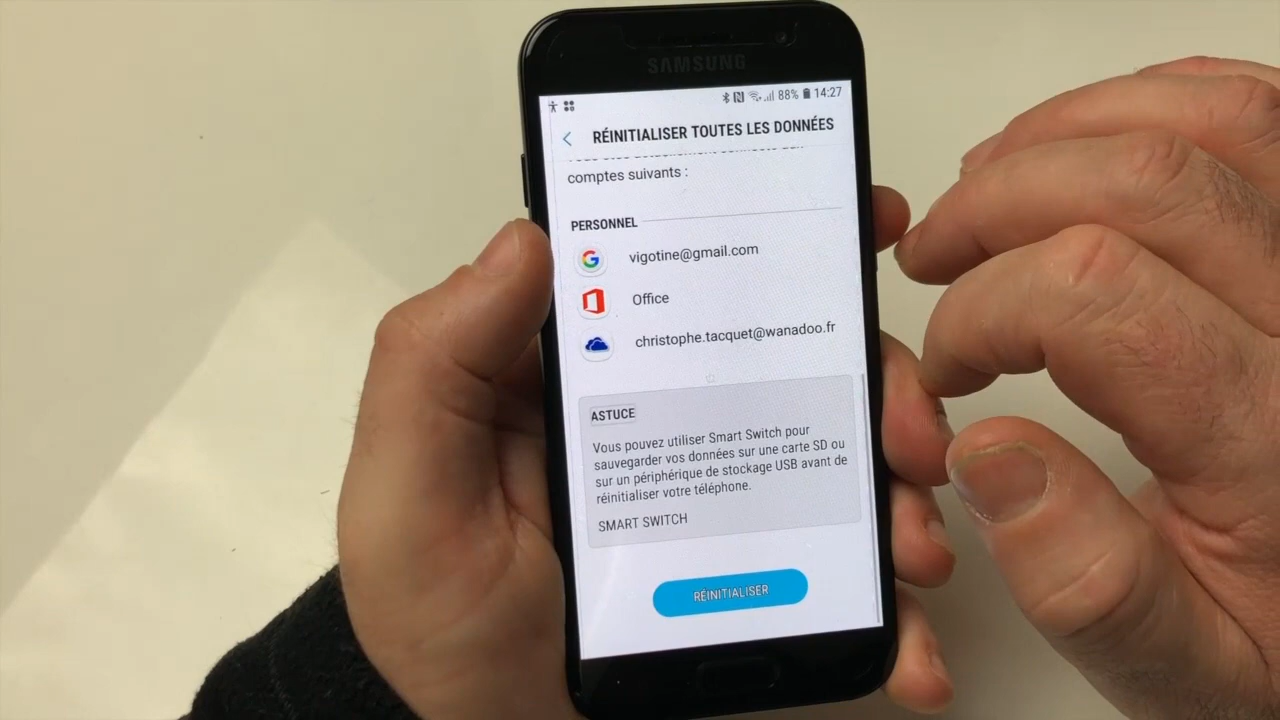 SAMSUNG
88% 14:27
RÉINITIALISER TOUTES LES DONNÉES
comptes suivants :
PERSONNEL
vigotine@gmail.com
Office
christophe.tacquet@wanadoo.fr
ASTUCE
Vous pouvez utiliser Smart Switch pour
sauvegarder vos données sur une carte SD ou
sur un périphérique de stockage USB avant de
réinitialiser votre téléphone.
SMART SWITCH
RÉINITIALISER